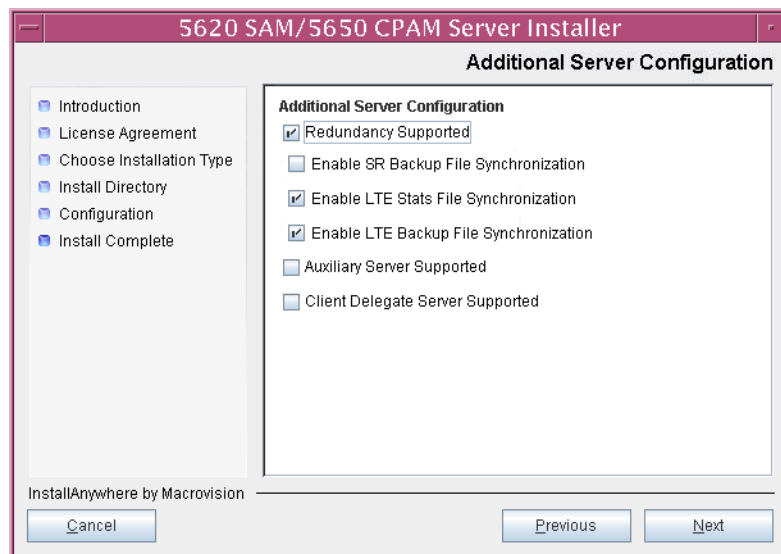 5620 SAM/5650 CPAM Server Installer
Additional Server Configuration
Introduction
License Agreement
Choose Installation Type
Install Directory
Configuration
Install Complete
Additional Server Configuration
Redundancy Supported
Enable SR Backup File Synchronization
Enable LTE Stats File Synchronization
Enable LTE Backup File Synchronization
Auxiliary Server Supported
Client Delegate Server Supported
InstallAnywhere by Macrovision
Cancel
Previous
Next